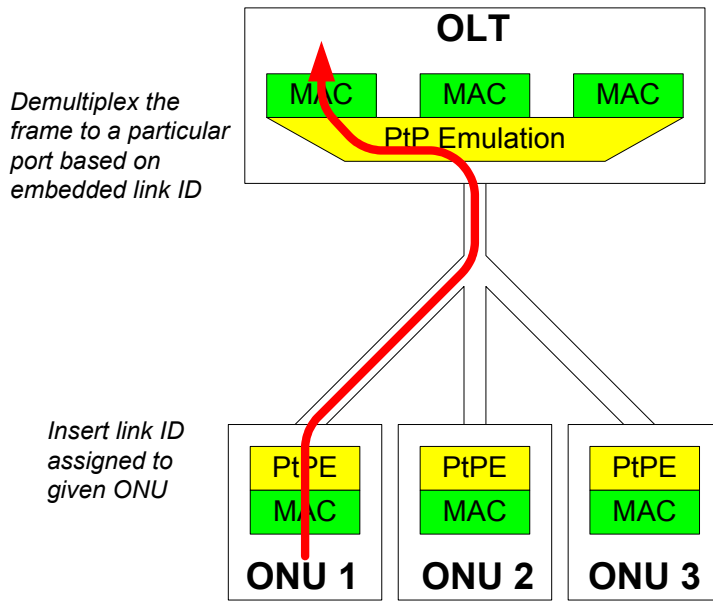 OLT
MAC MAC MAC
PtP Emulation
Demultiplex the
frame to a particular
port based on
embedded link ID
Insert link ID
assigned to
given ONU
PtPE PtPE PtPE
MAC MAC MAC
ONU 1 ONU 2 ONU 3